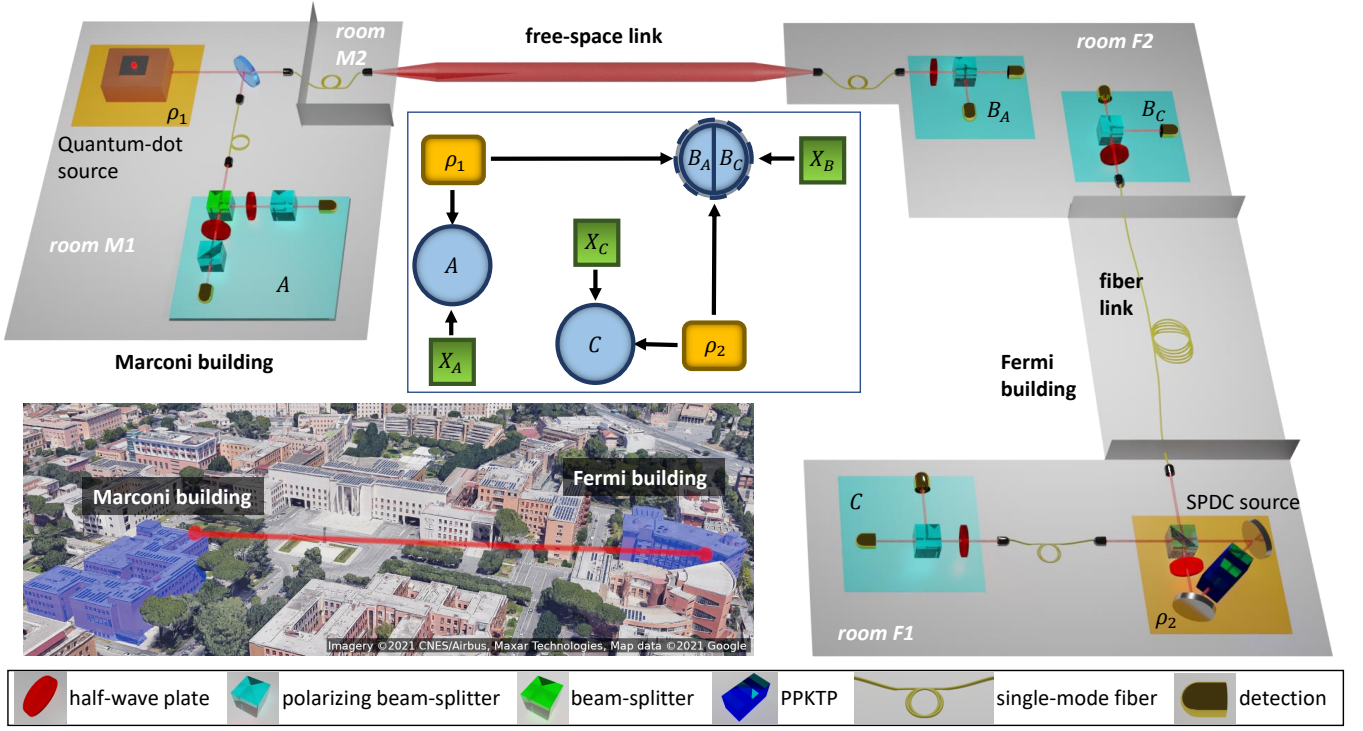 room
M2
free-space link
room F2
ρ₁
Quantum-dot
source
B_A
B_C
ρ₁
B_A B_C
X_B
room M1
A
A
X_C
fiber
link
C
ρ₂
X_A
Marconi building
Fermi
building
Marconi building
Fermi building
Imagery ©2021 CNES/Airbus, Maxar Technologies, Map data ©2021 Google
C
SPDC source
ρ₂
room F1
half-wave plate
polarizing beam-splitter
beam-splitter
PPKTP
single-mode fiber
detection